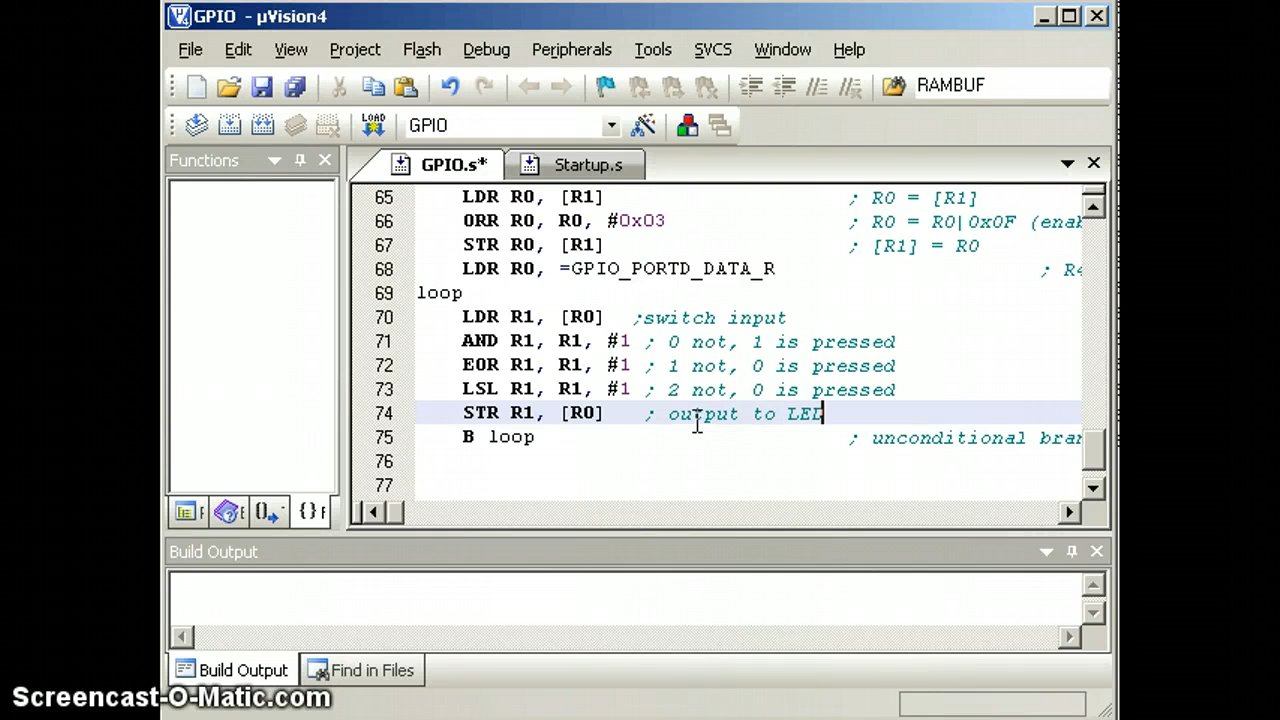 GPIO - µVision4
File Edit View Project Flash Debug Peripherals Tools SVCS Window Help
RAMBUF
LOAD GPIO
Functions
GPIO.s* Startup.s
65 LDR R0, [R1] ; R0 = [R1]
66 ORR R0, R0, #0x03 ; R0 = R0|0x0F (enab
67 STR R0, [R1] ; [R1] = R0
68 LDR R0, =GPIO_PORTD_DATA_R ; R4
69 loop
70 LDR R1, [R0] ;switch input
71 AND R1, R1, #1 ; 0 not, 1 is pressed
72 EOR R1, R1, #1 ; 1 not, 0 is pressed
73 LSL R1, R1, #1 ; 2 not, 0 is pressed
74 STR R1, [R0] ; output to LED
75 B loop ; unconditional bran
76
77
Build Output
Build Output Find in Files
Screencast-O-Matic.com